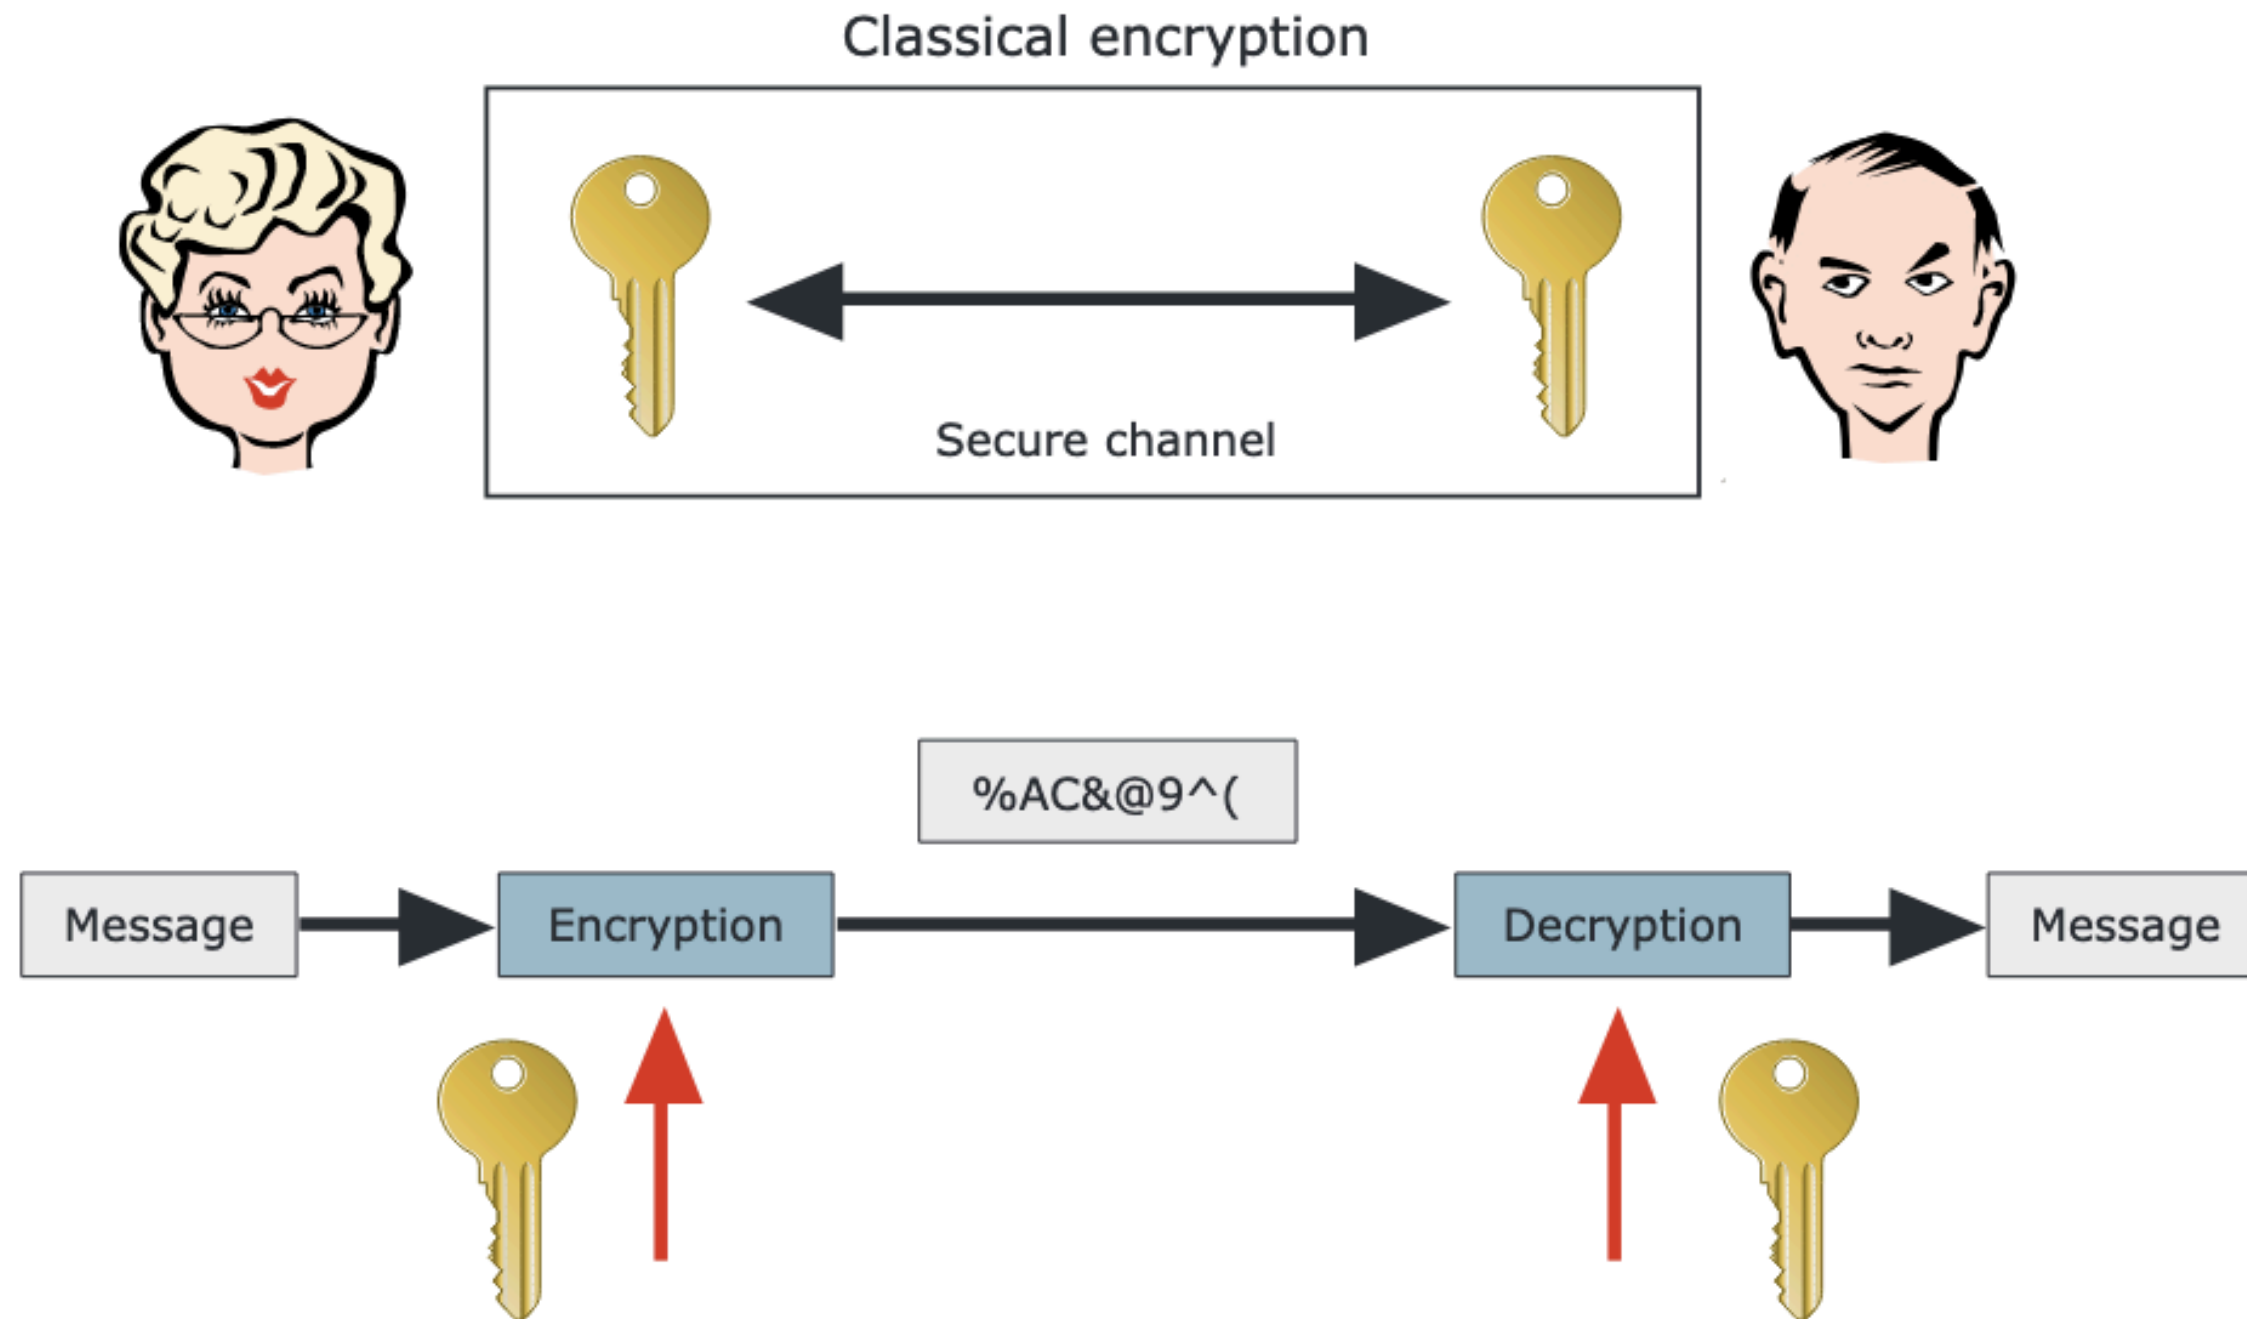 Classical encryption
Secure channel
%AC&@9^(
Message
Encryption
Decryption
Message